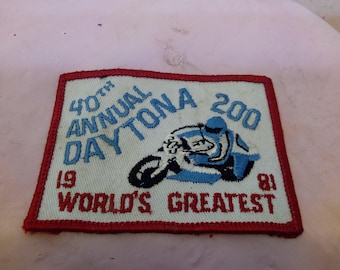 40TH
ANNUAL
DAYTONA 200
19 81
WORLD'S GREATEST